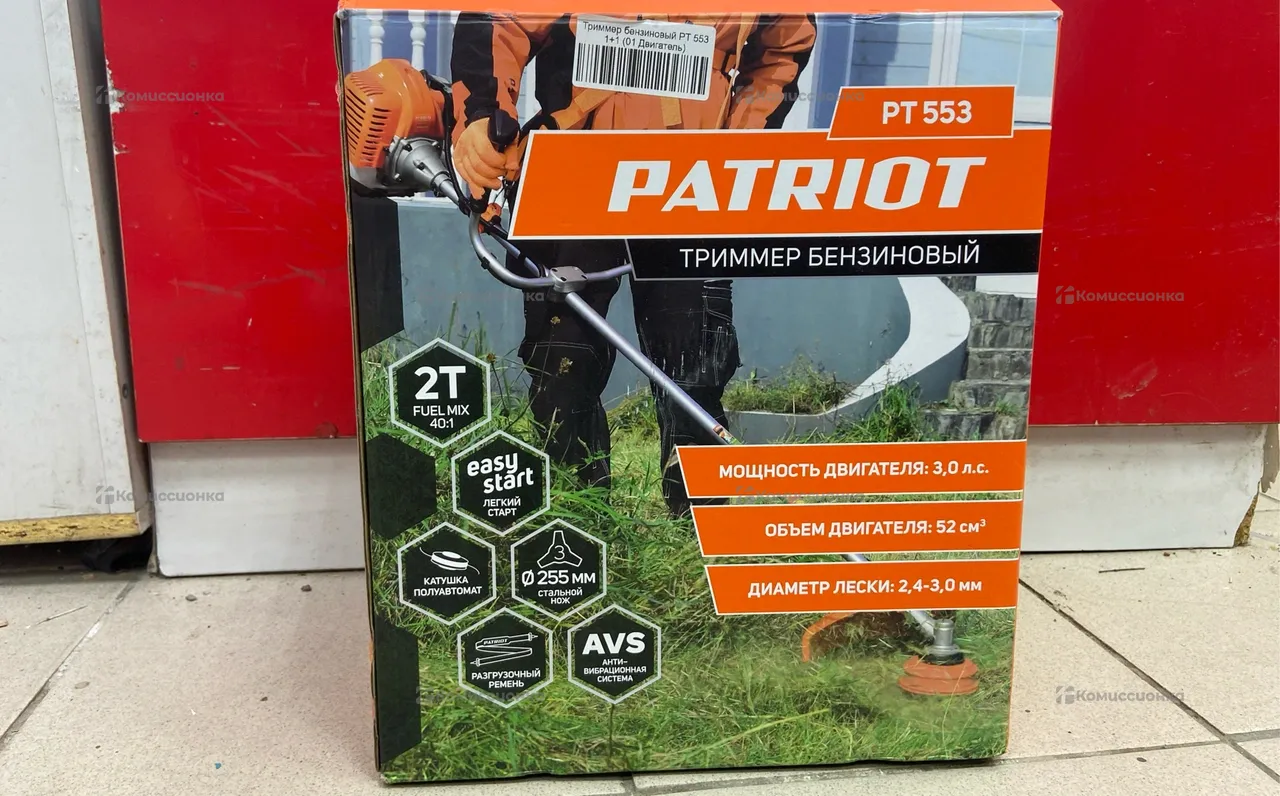 Триммер бензиновый PT 553
1+1 (01 Двигатель)
PT 553
PATRIOT
ТРИММЕР БЕНЗИНОВЫЙ
2T
FUEL MIX
40:1
easy
start
ЛЕГКИЙ
СТАРТ
КАТУШКА
ПОЛУАВТОМАТ
3
Ø 255 ММ
СТАЛЬНОЙ
НОЖ
PATRIOT
РАЗГРУЗОЧНЫЙ
РЕМЕНЬ
AVS
АНТИ-
ВИБРАЦИОННАЯ
СИСТЕМА
МОЩНОСТЬ ДВИГАТЕЛЯ: 3,0 л.с.
ОБЪЕМ ДВИГАТЕЛЯ: 52 см³
ДИАМЕТР ЛЕСКИ: 2,4-3,0 мм
Комиссионка
Комиссионка
Комиссионка
Комиссионка
Комиссионка
Комиссионка